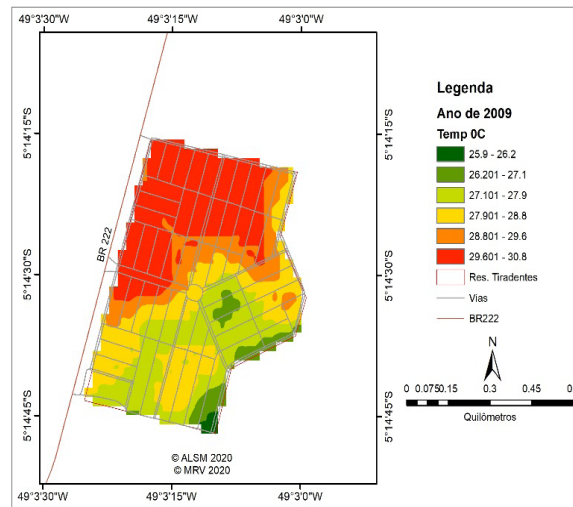 49°3'30"W 49°3'15"W 49°3'0"W
5°14'15"S
5°14'30"S
5°14'45"S
BR 222
5°14'15"S
5°14'30"S
5°14'45"S
© ALSM 2020
© MRV 2020
49°3'30"W 49°3'15"W 49°3'0"W
Legenda
Ano de 2009
Temp 0C
25.9 - 26.2
26.201 - 27.1
27.101 - 27.9
27.901 - 28.8
28.801 - 29.6
29.601 - 30.8
Res. Tiradentes
Vias
BR222
N
0 0.075 0.15 0.3 0.45
Quilômetros